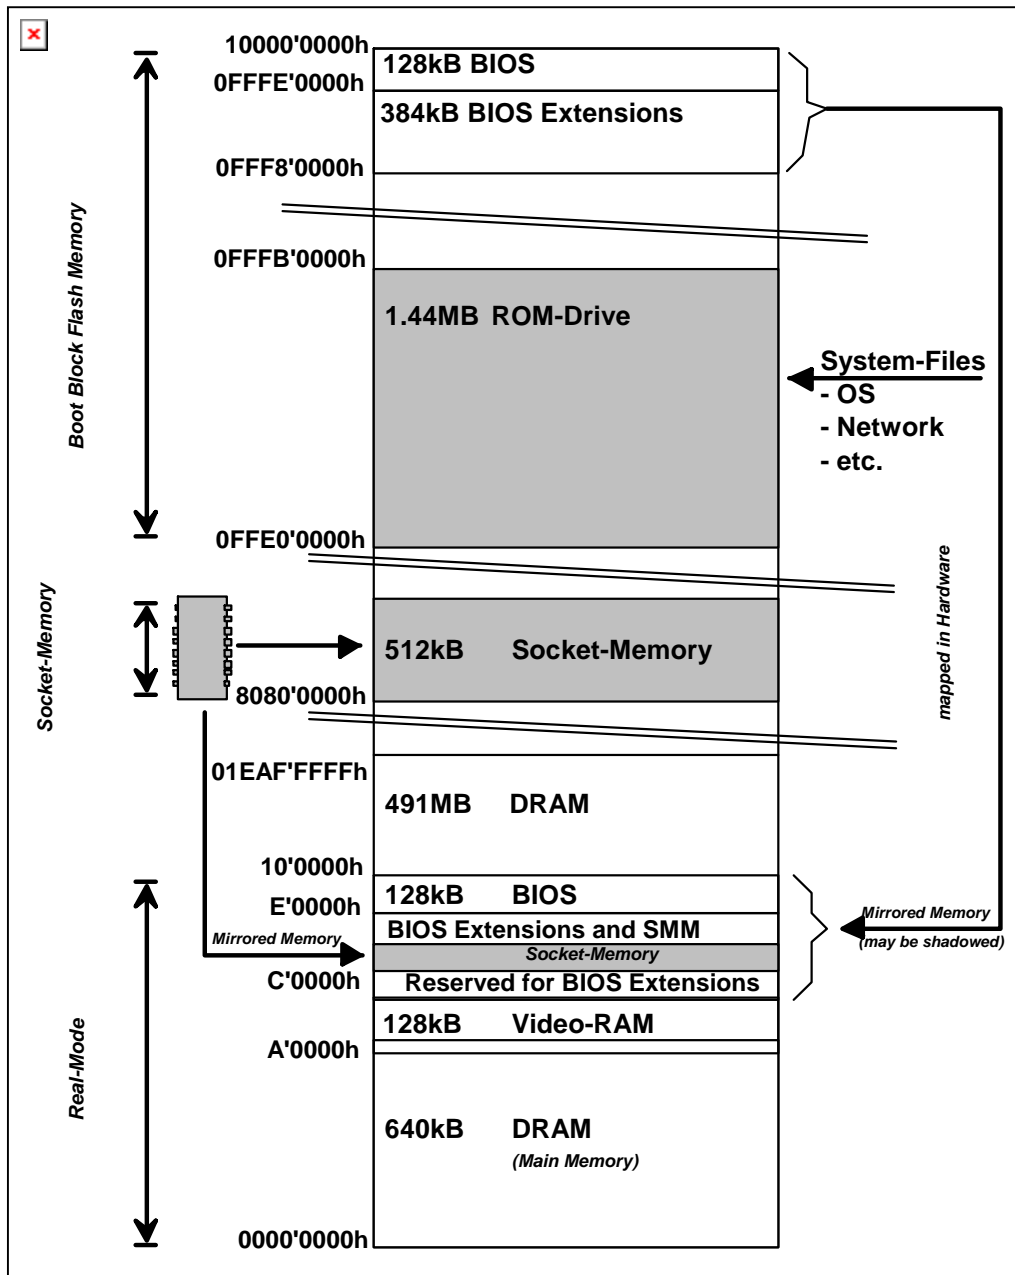 10000'0000h
128kB BIOS
0FFFE'0000h
384kB BIOS Extensions
0FFF8'0000h
Boot Block Flash Memory
0FFFB'0000h
1.44MB ROM-Drive
System-Files
- OS
- Network
- etc.
0FFE0'0000h
mapped in Hardware
Socket-Memory
512kB Socket-Memory
8080'0000h
01EAF'FFFFh
491MB DRAM
10'0000h
128kB BIOS
E'0000h
Mirrored Memory
(may be shadowed)
BIOS Extensions and SMM
Mirrored Memory
Socket-Memory
C'0000h
Reserved for BIOS Extensions
128kB Video-RAM
A'0000h
Real-Mode
640kB DRAM
(Main Memory)
0000'0000h